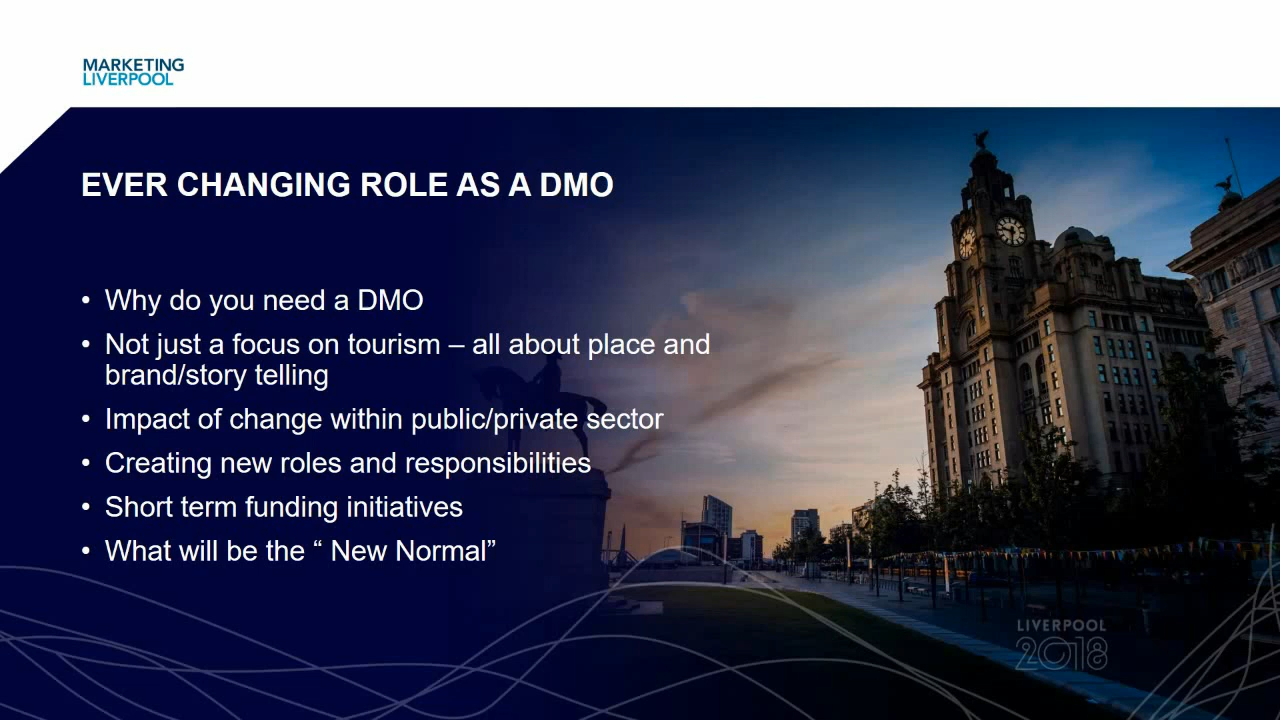 MARKETING
LIVERPOOL
EVER CHANGING ROLE AS A DMO
• Why do you need a DMO
• Not just a focus on tourism – all about place and
brand/story telling
• Impact of change within public/private sector
• Creating new roles and responsibilities
• Short term funding initiatives
• What will be the “ New Normal”
LIVERPOOL
2018